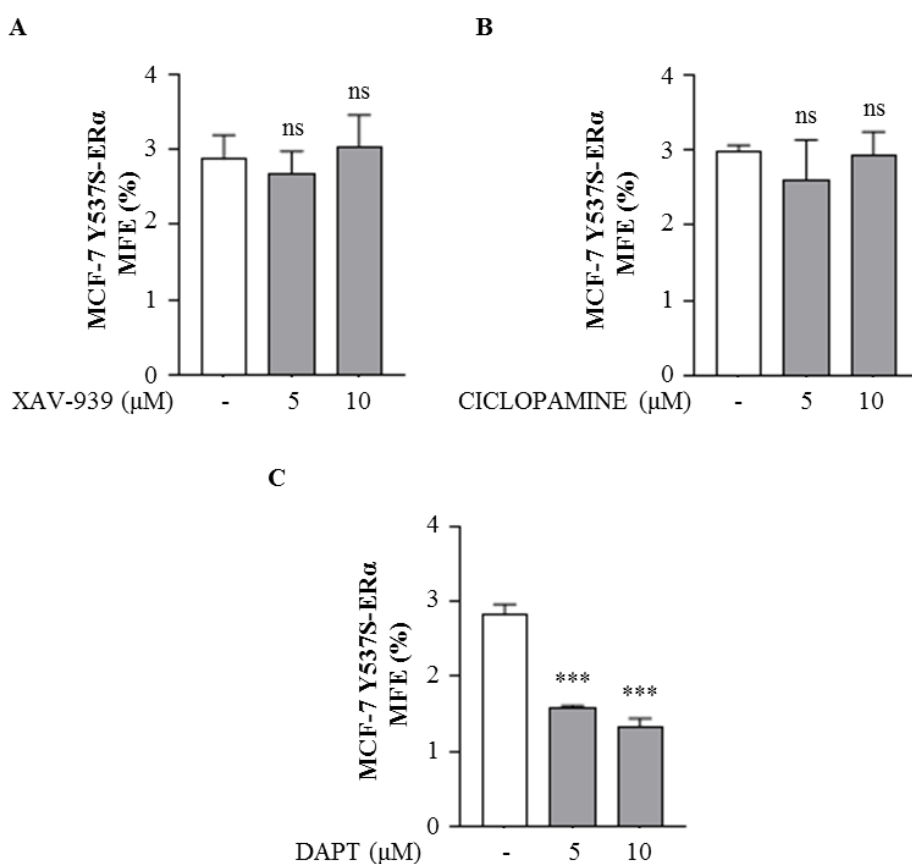 A
MCF-7 Y537S-ERα
MFE (%)
4
3
2
1
0
ns
ns
XAV-939 (μM) - 5 10
B
MCF-7 Y537S-ERα
MFE (%)
4
3
2
1
0
ns
ns
CICLOPAMINE (μM) - 5 10
C
MCF-7 Y537S-ERα
MFE (%)
4
3
2
1
0
***
***
DAPT (μM) - 5 10